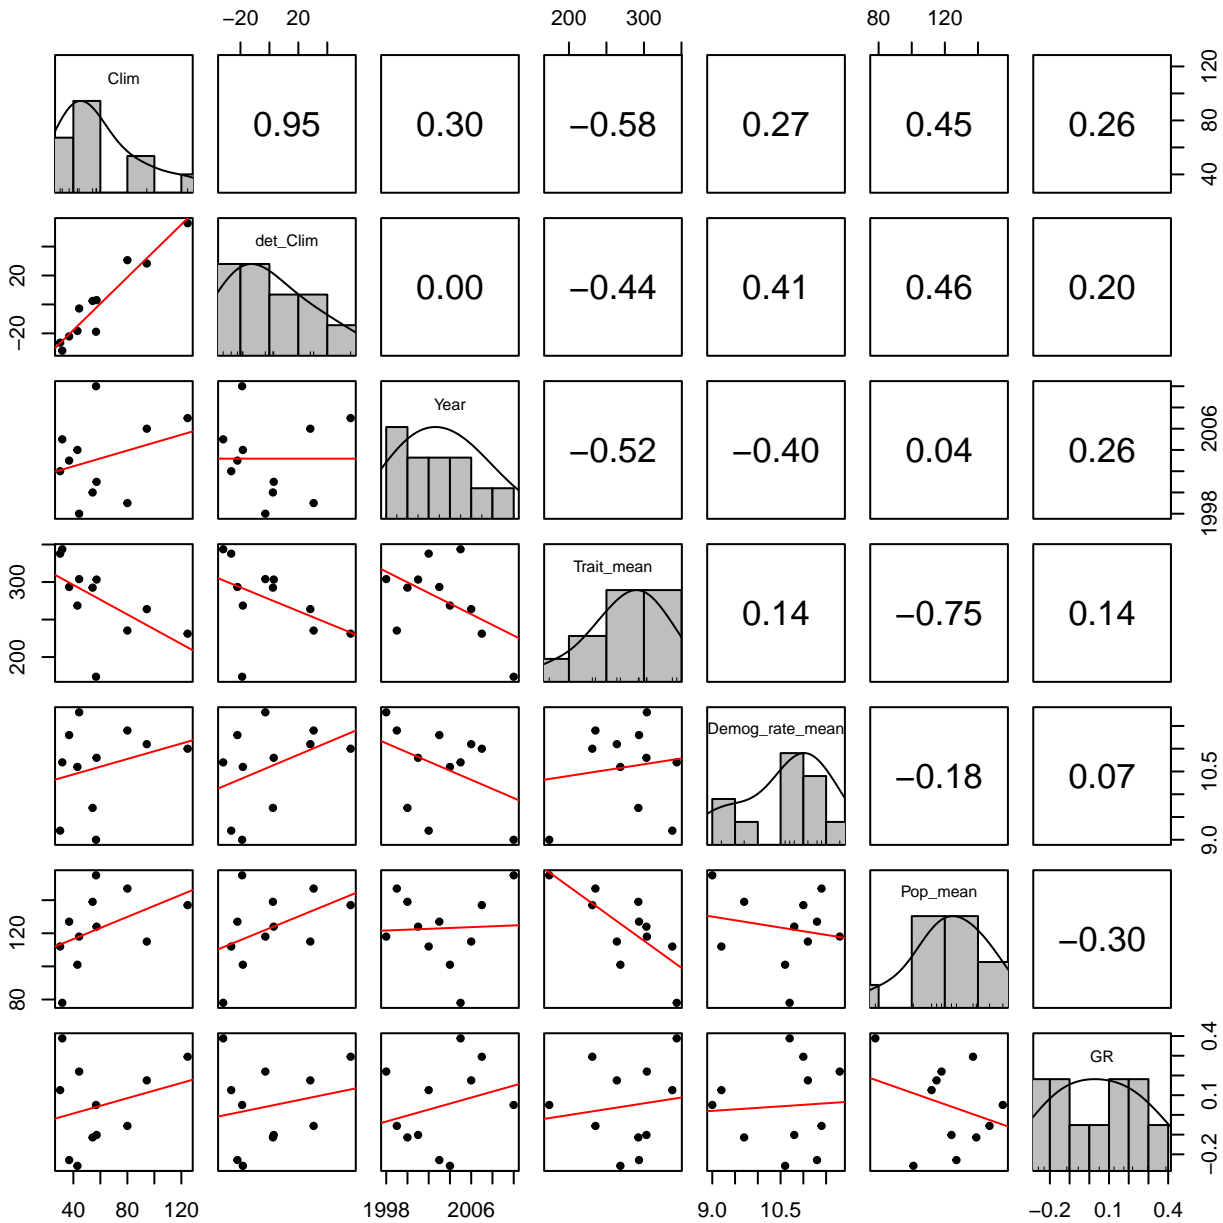 −20 20 200 300 80 120
Clim 0.95 0.30 −0.58 0.27 0.45 0.26 40 80 120
−20 20 det_Clim 0.00 −0.44 0.41 0.46 0.20
Year −0.52 −0.40 0.04 0.26 1998 2006
200 300 Trait_mean 0.14 −0.75 0.14
Demog_rate_mean −0.18 0.07 9.0 10.5
80 120 Pop_mean −0.30
GR −0.2 0.1 0.4
40 80 120 1998 2006 9.0 10.5 −0.2 0.1 0.4